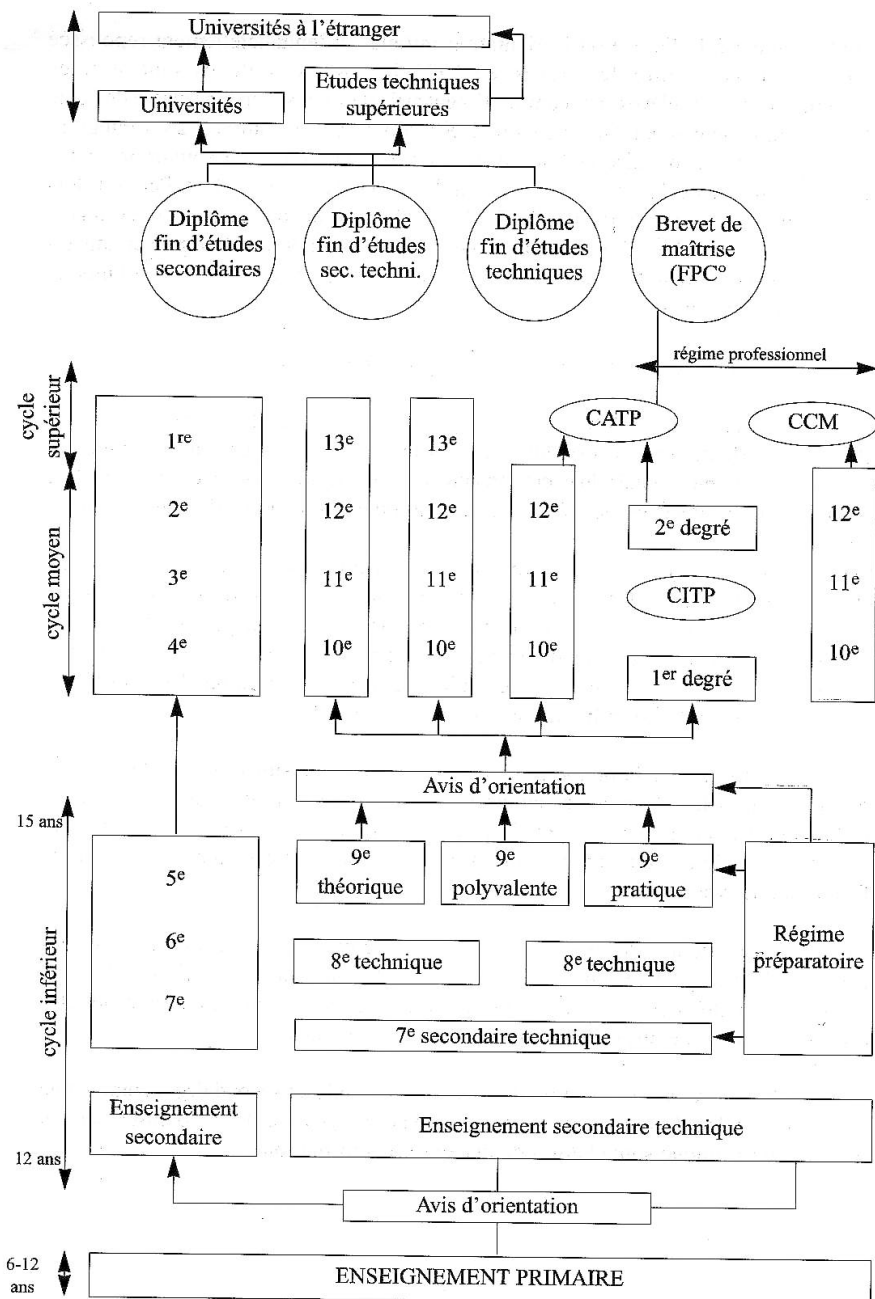 Universités à l'étranger
Universités
Etudes techniques
supérieures
Diplôme
fin d'études
secondaires
Diplôme
fin d'études
sec. techni.
Diplôme
fin d'études
techniques
Brevet de
maîtrise
(FPC°
régime professionnel
cycle
supérieur
CATP
CCM
1re
13e
13e
cycle moyen
2e
12e
12e
12e
2e degré
12e
3e
11e
11e
11e
CITP
11e
4e
10e
10e
10e
1er degré
10e
Avis d'orientation
15 ans
cycle inférieur
5e
6e
7e
9e
théorique
9e
polyvalente
9e
pratique
Régime
préparatoire
8e technique
8e technique
7e secondaire technique
Enseignement
secondaire
Enseignement secondaire technique
12 ans
Avis d'orientation
6-12
ans
ENSEIGNEMENT PRIMAIRE